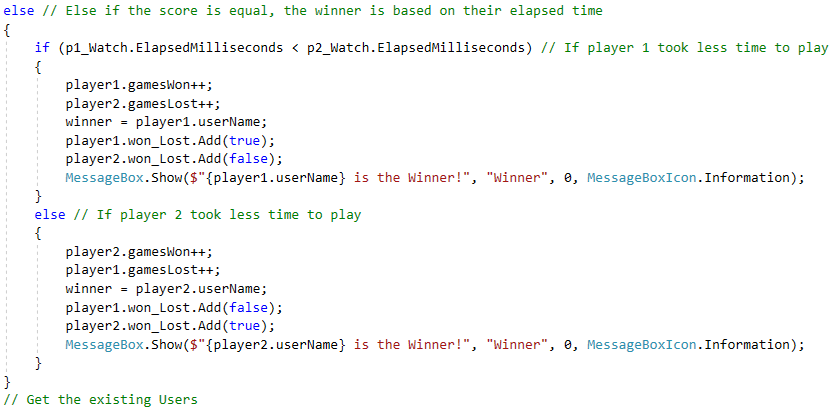 else // Else if the score is equal, the winner is based on their elapsed time
{
if (p1_Watch.ElapsedMilliseconds < p2_Watch.ElapsedMilliseconds) // If player 1 took less time to play
{
player1.gamesWon++;
player2.gamesLost++;
winner = player1.userName;
player1.won_Lost.Add(true);
player2.won_Lost.Add(false);
MessageBox.Show($"{player1.userName} is the Winner!", "Winner", 0, MessageBoxIcon.Information);
}
else // If player 2 took less time to play
{
player2.gamesWon++;
player1.gamesLost++;
winner = player2.userName;
player1.won_Lost.Add(false);
player2.won_Lost.Add(true);
MessageBox.Show($"{player2.userName} is the Winner!", "Winner", 0, MessageBoxIcon.Information);
}
}
// Get the existing Users